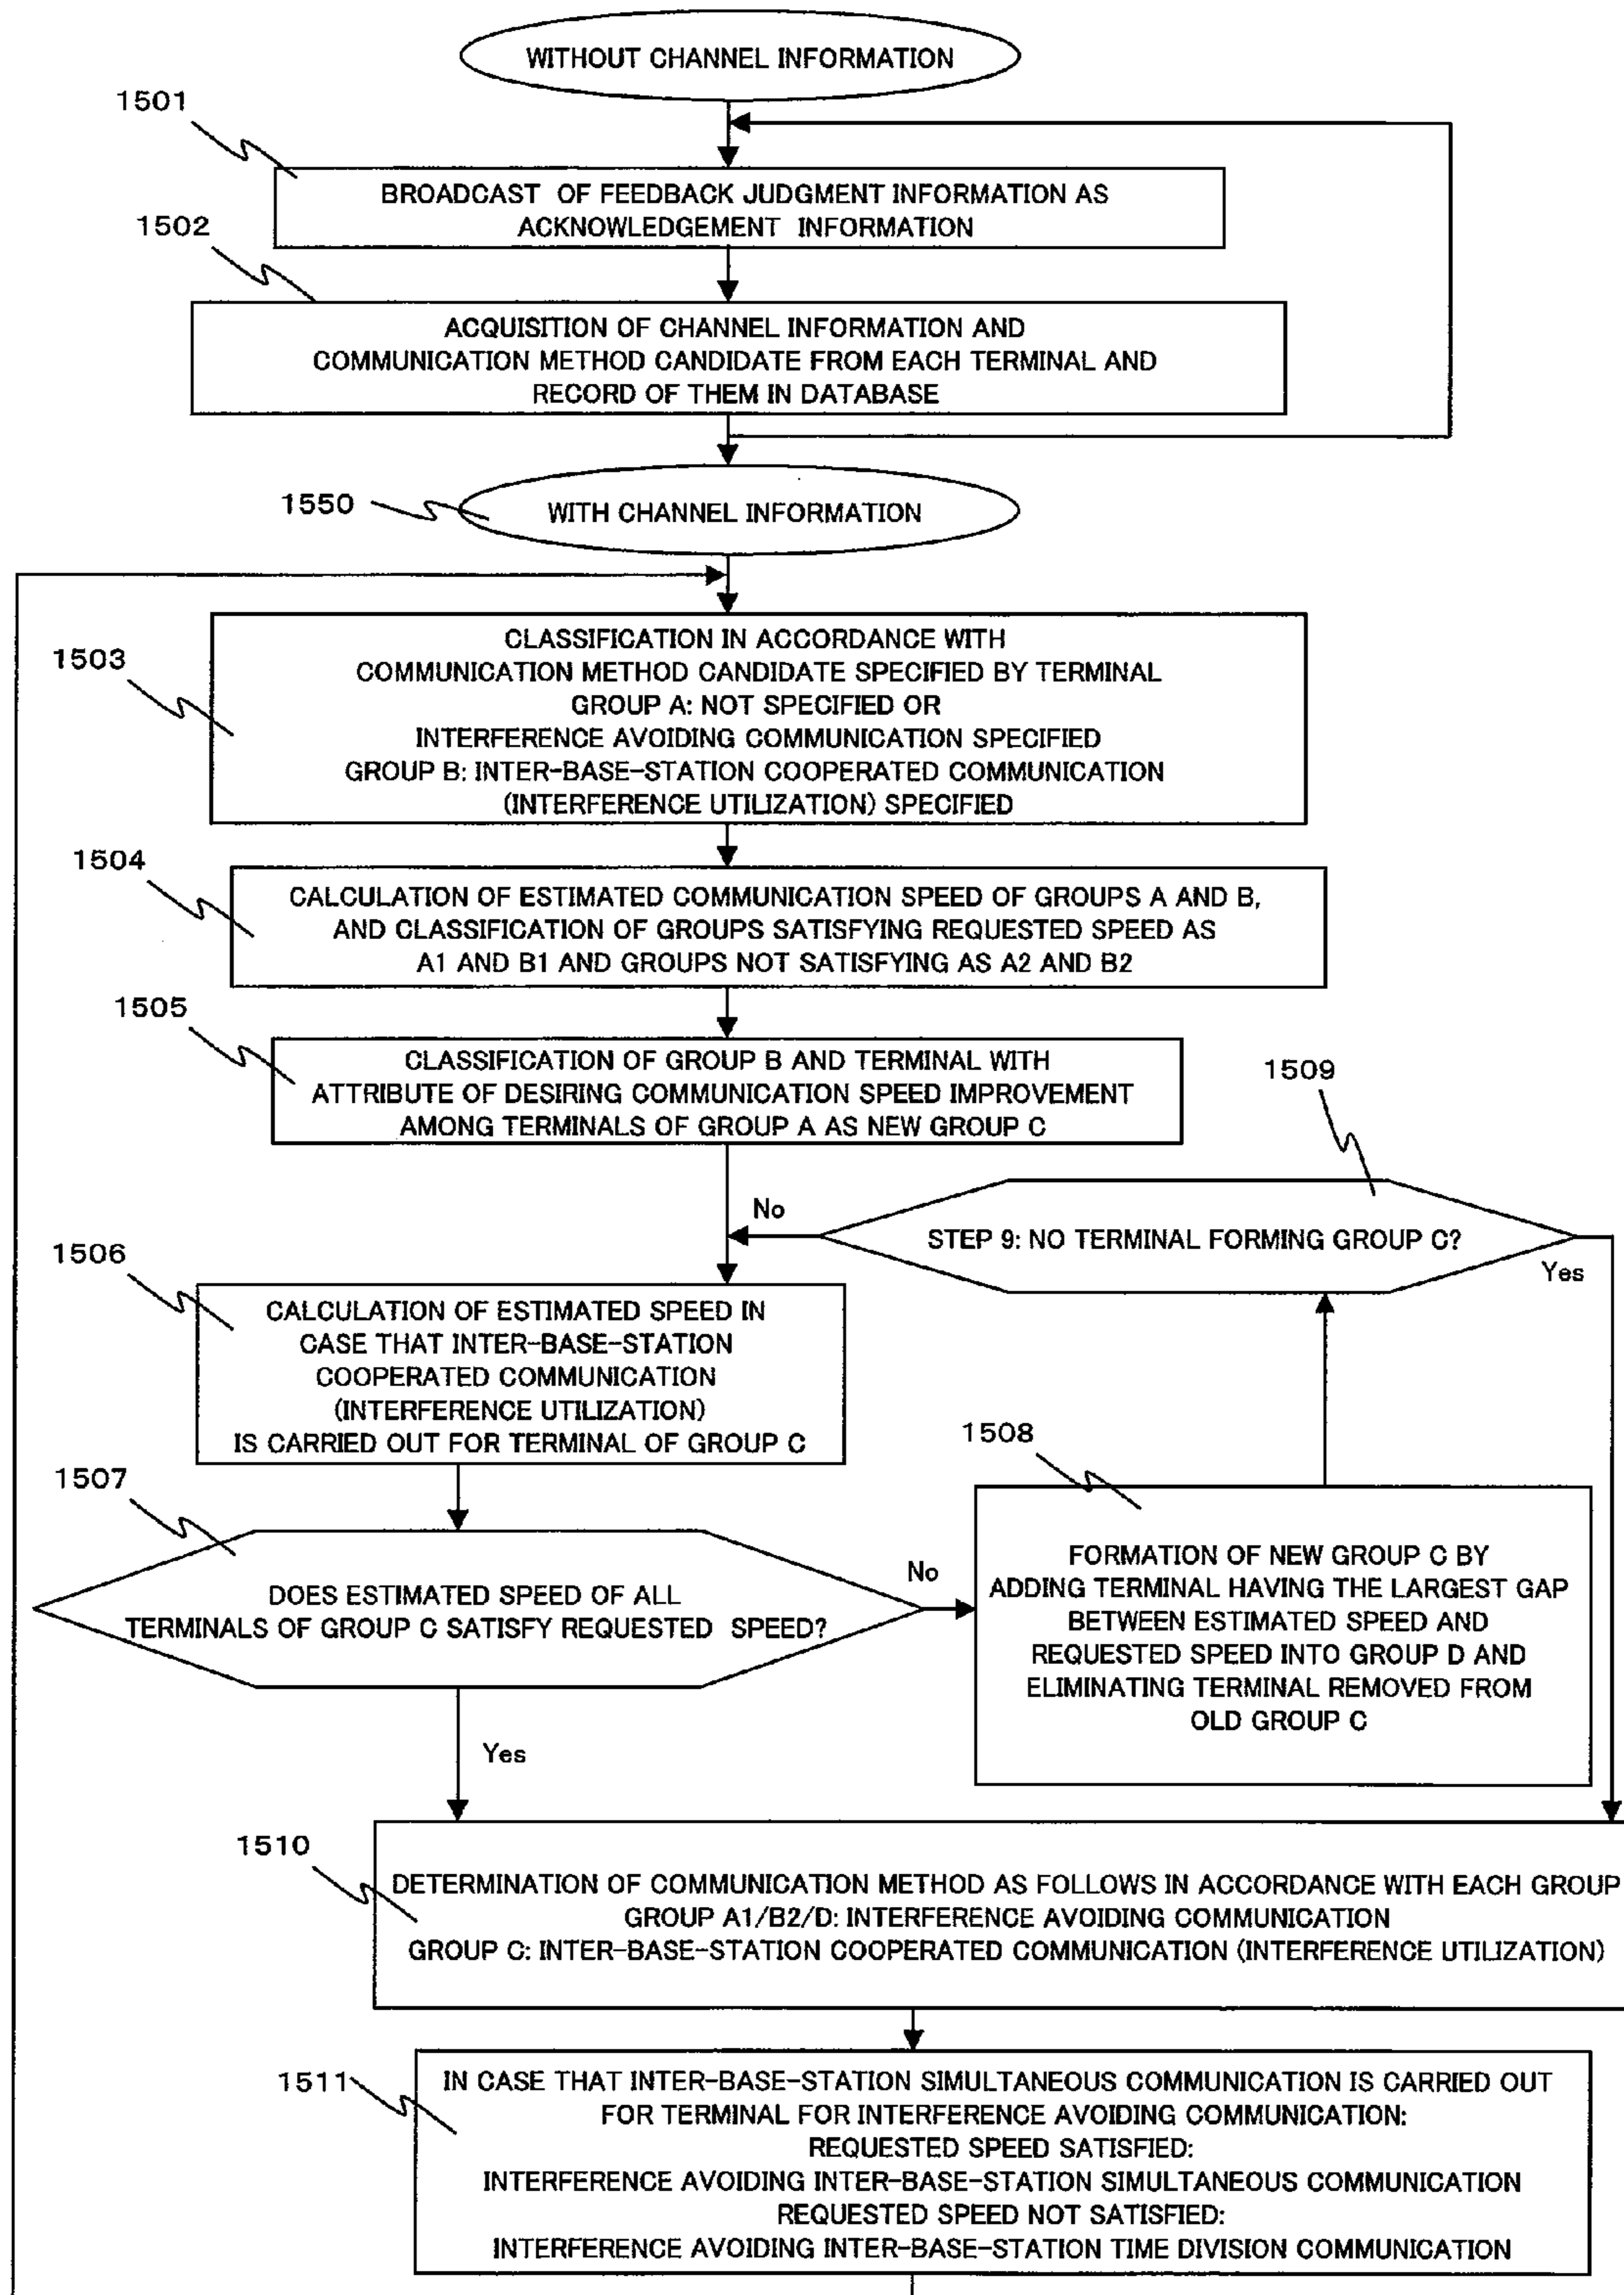 WITHOUT CHANNEL INFORMATION
1501
BROADCAST OF FEEDBACK JUDGMENT INFORMATION AS
ACKNOWLEDGEMENT INFORMATION
1502
ACQUISITION OF CHANNEL INFORMATION AND
COMMUNICATION METHOD CANDIDATE FROM EACH TERMINAL AND
RECORD OF THEM IN DATABASE
1550
WITH CHANNEL INFORMATION
1503
CLASSIFICATION IN ACCORDANCE WITH
COMMUNICATION METHOD CANDIDATE SPECIFIED BY TERMINAL
GROUP A: NOT SPECIFIED OR
INTERFERENCE AVOIDING COMMUNICATION SPECIFIED
GROUP B: INTER-BASE-STATION COOPERATED COMMUNICATION
(INTERFERENCE UTILIZATION) SPECIFIED
1504
CALCULATION OF ESTIMATED COMMUNICATION SPEED OF GROUPS A AND B,
AND CLASSIFICATION OF GROUPS SATISFYING REQUESTED SPEED AS
A1 AND B1 AND GROUPS NOT SATISFYING AS A2 AND B2
1505
CLASSIFICATION OF GROUP B AND TERMINAL WITH
ATTRIBUTE OF DESIRING COMMUNICATION SPEED IMPROVEMENT
AMONG TERMINALS OF GROUP A AS NEW GROUP C
1509
No
STEP 9: NO TERMINAL FORMING GROUP C?
Yes
1506
CALCULATION OF ESTIMATED SPEED IN
CASE THAT INTER-BASE-STATION
COOPERATED COMMUNICATION
(INTERFERENCE UTILIZATION)
IS CARRIED OUT FOR TERMINAL OF GROUP C
1507
DOES ESTIMATED SPEED OF ALL
TERMINALS OF GROUP C SATISFY REQUESTED SPEED?
No
Yes
1508
FORMATION OF NEW GROUP C BY
ADDING TERMINAL HAVING THE LARGEST GAP
BETWEEN ESTIMATED SPEED AND
REQUESTED SPEED INTO GROUP D AND
ELIMINATING TERMINAL REMOVED FROM
OLD GROUP C
1510
DETERMINATION OF COMMUNICATION METHOD AS FOLLOWS IN ACCORDANCE WITH EACH GROUP
GROUP A1/B2/D: INTERFERENCE AVOIDING COMMUNICATION
GROUP C: INTER-BASE-STATION COOPERATED COMMUNICATION (INTERFERENCE UTILIZATION)
1511
IN CASE THAT INTER-BASE-STATION SIMULTANEOUS COMMUNICATION IS CARRIED OUT
FOR TERMINAL FOR INTERFERENCE AVOIDING COMMUNICATION:
REQUESTED SPEED SATISFIED:
INTERFERENCE AVOIDING INTER-BASE-STATION SIMULTANEOUS COMMUNICATION
REQUESTED SPEED NOT SATISFIED:
INTERFERENCE AVOIDING INTER-BASE-STATION TIME DIVISION COMMUNICATION